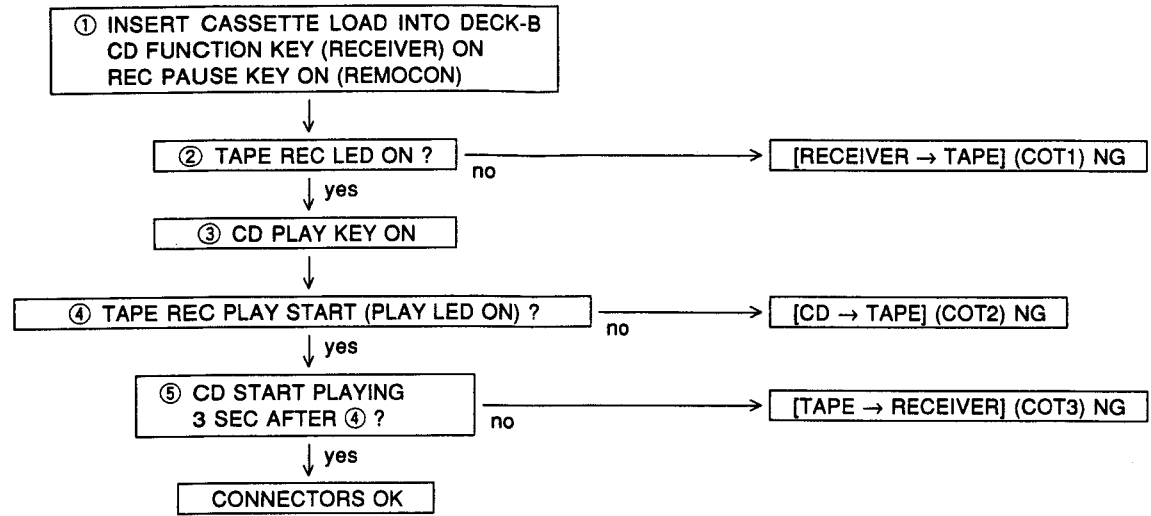 ① INSERT CASSETTE LOAD INTO DECK-B
CD FUNCTION KEY (RECEIVER) ON
REC PAUSE KEY ON (REMOCON)
② TAPE REC LED ON ?
no
[RECEIVER → TAPE] (COT1) NG
yes
③ CD PLAY KEY ON
④ TAPE REC PLAY START (PLAY LED ON) ?
no
[CD → TAPE] (COT2) NG
yes
⑤ CD START PLAYING
3 SEC AFTER ④ ?
no
[TAPE → RECEIVER] (COT3) NG
yes
CONNECTORS OK